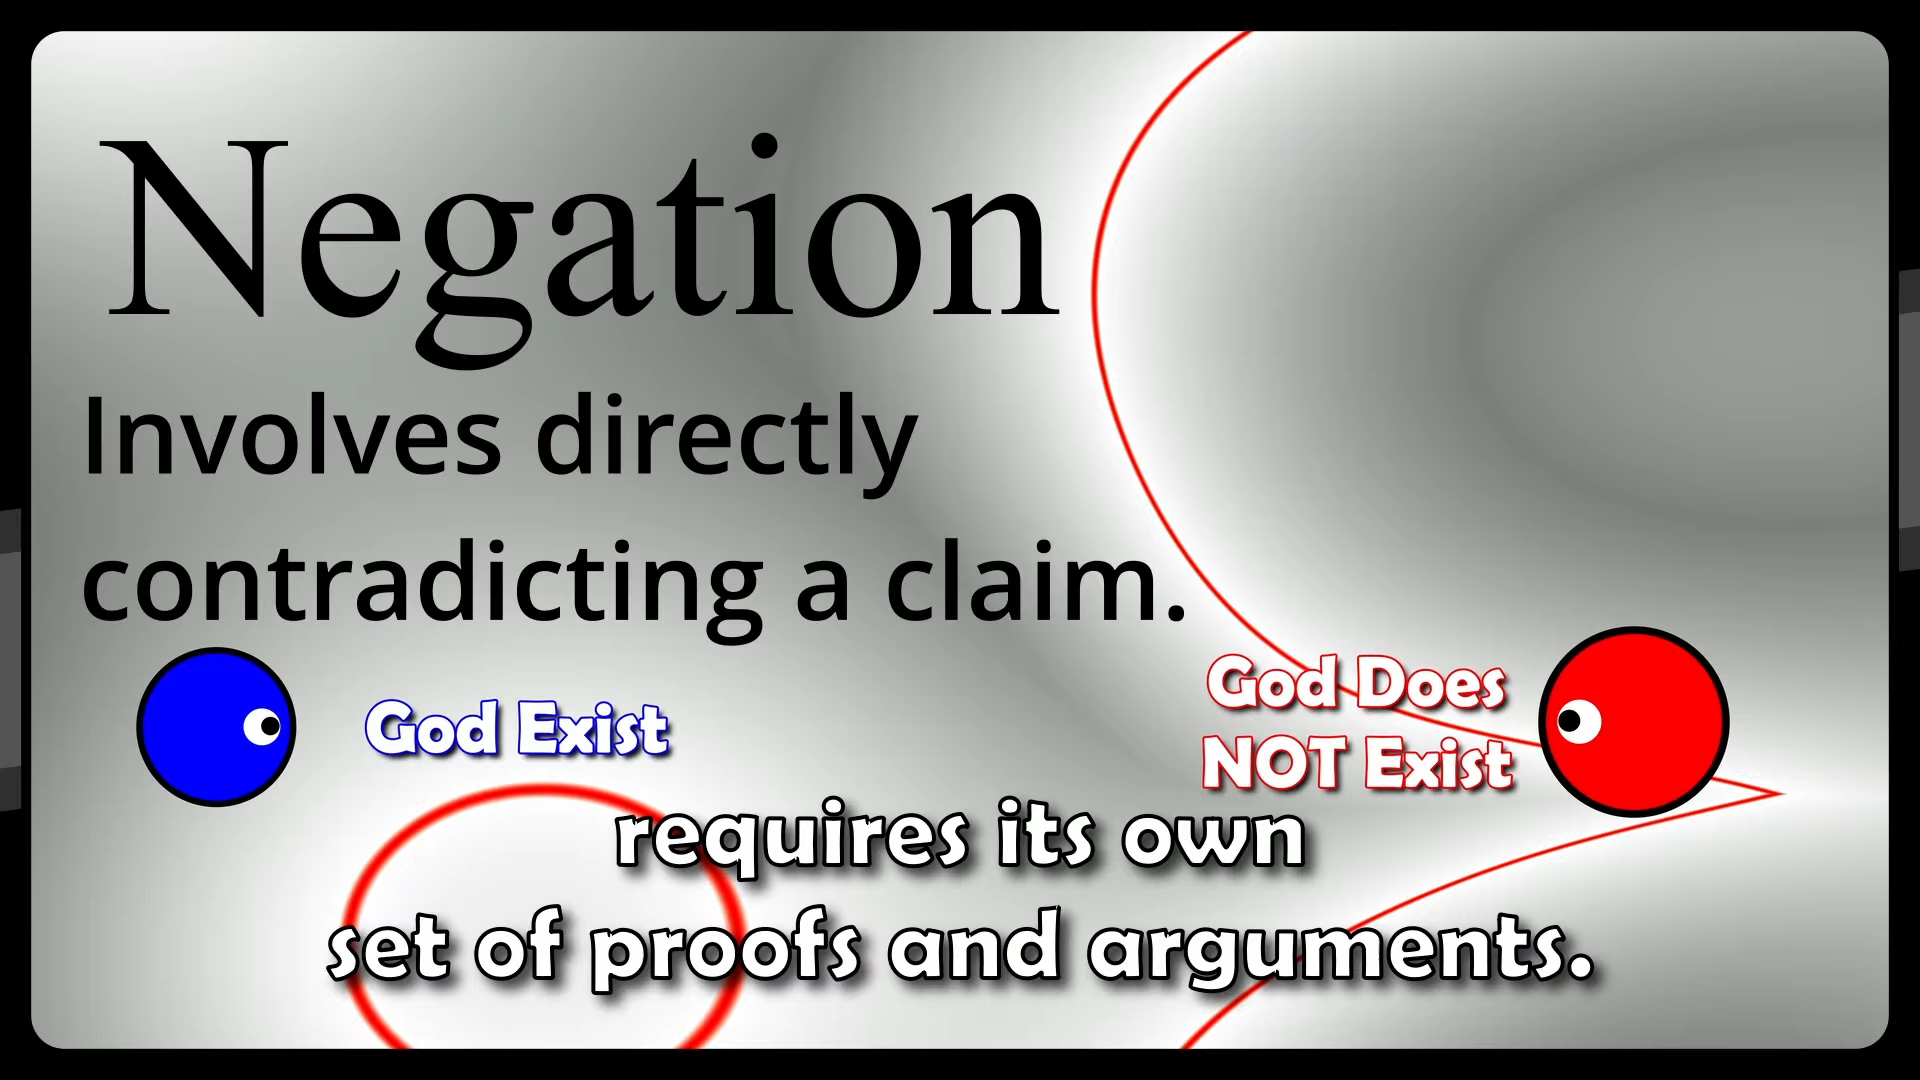 Negation
Involves directly
contradicting a claim.
God Exist
God Does
NOT Exist
requires its own
set of proofs and arguments.